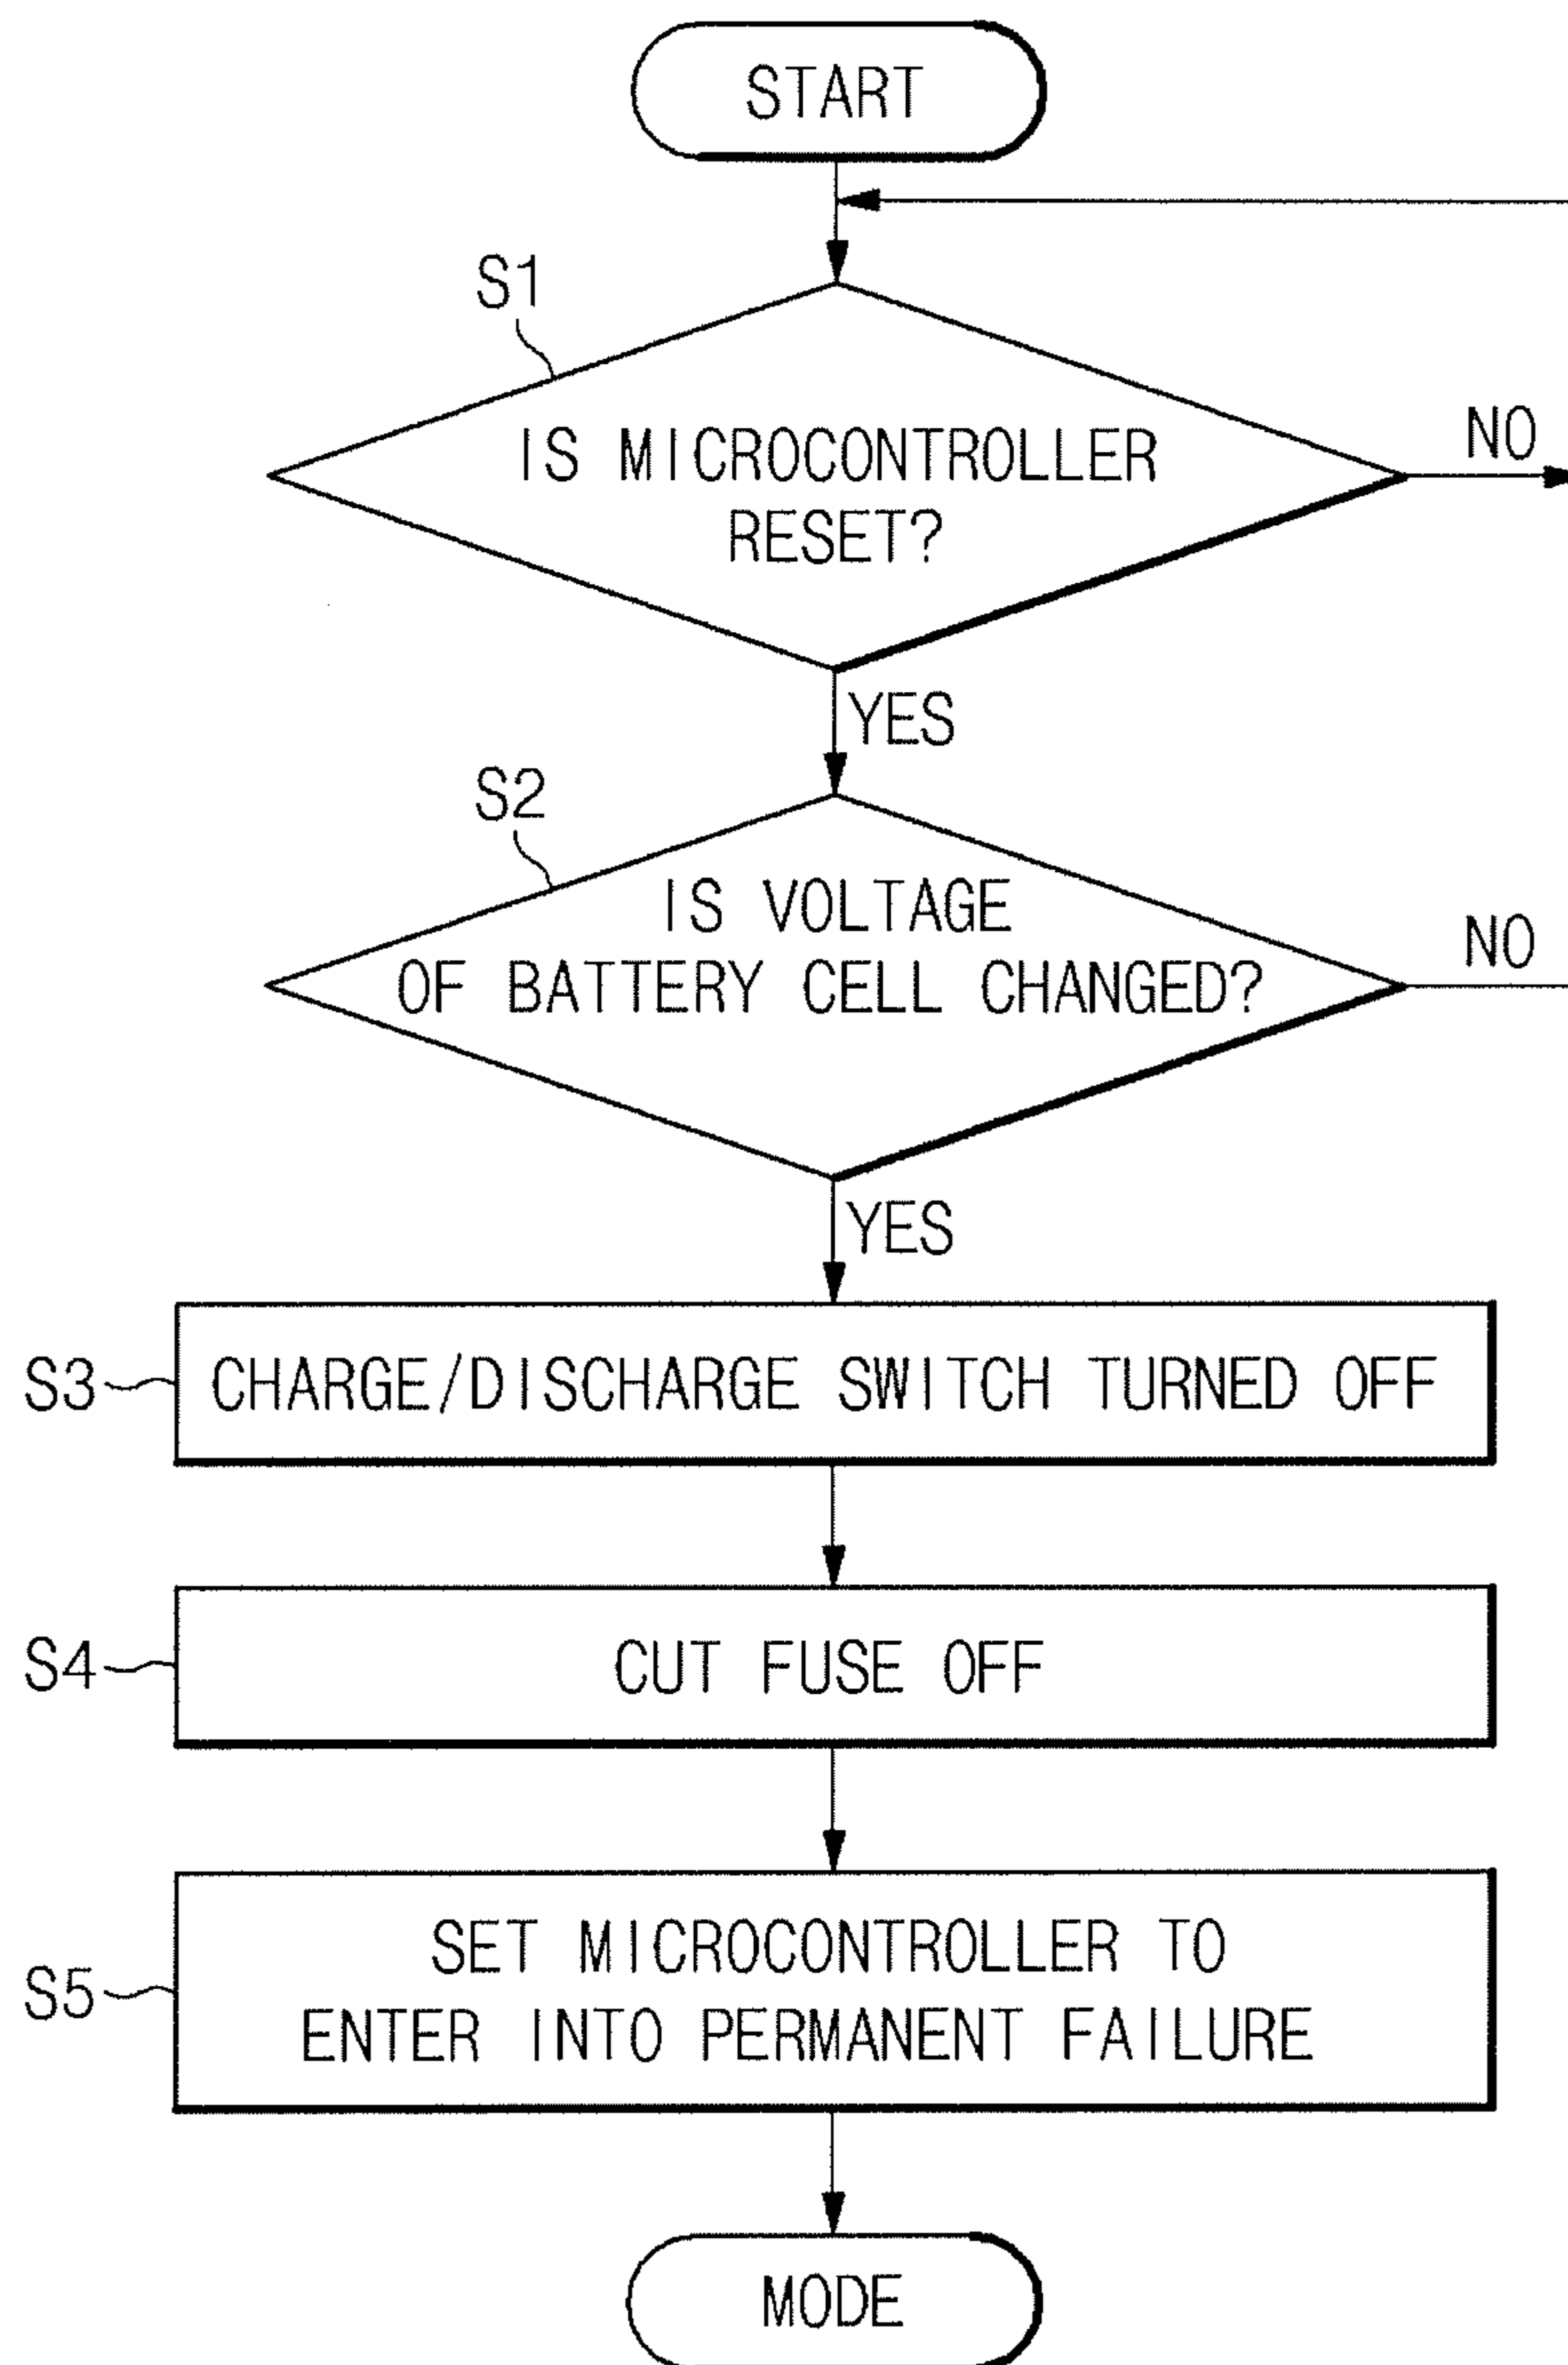 START
S1
IS MICROCONTROLLER
RESET?
NO
YES
S2
IS VOLTAGE
OF BATTERY CELL CHANGED?
NO
YES
S3
CHARGE/DISCHARGE SWITCH TURNED OFF
S4
CUT FUSE OFF
S5
SET MICROCONTROLLER TO
ENTER INTO PERMANENT FAILURE
MODE